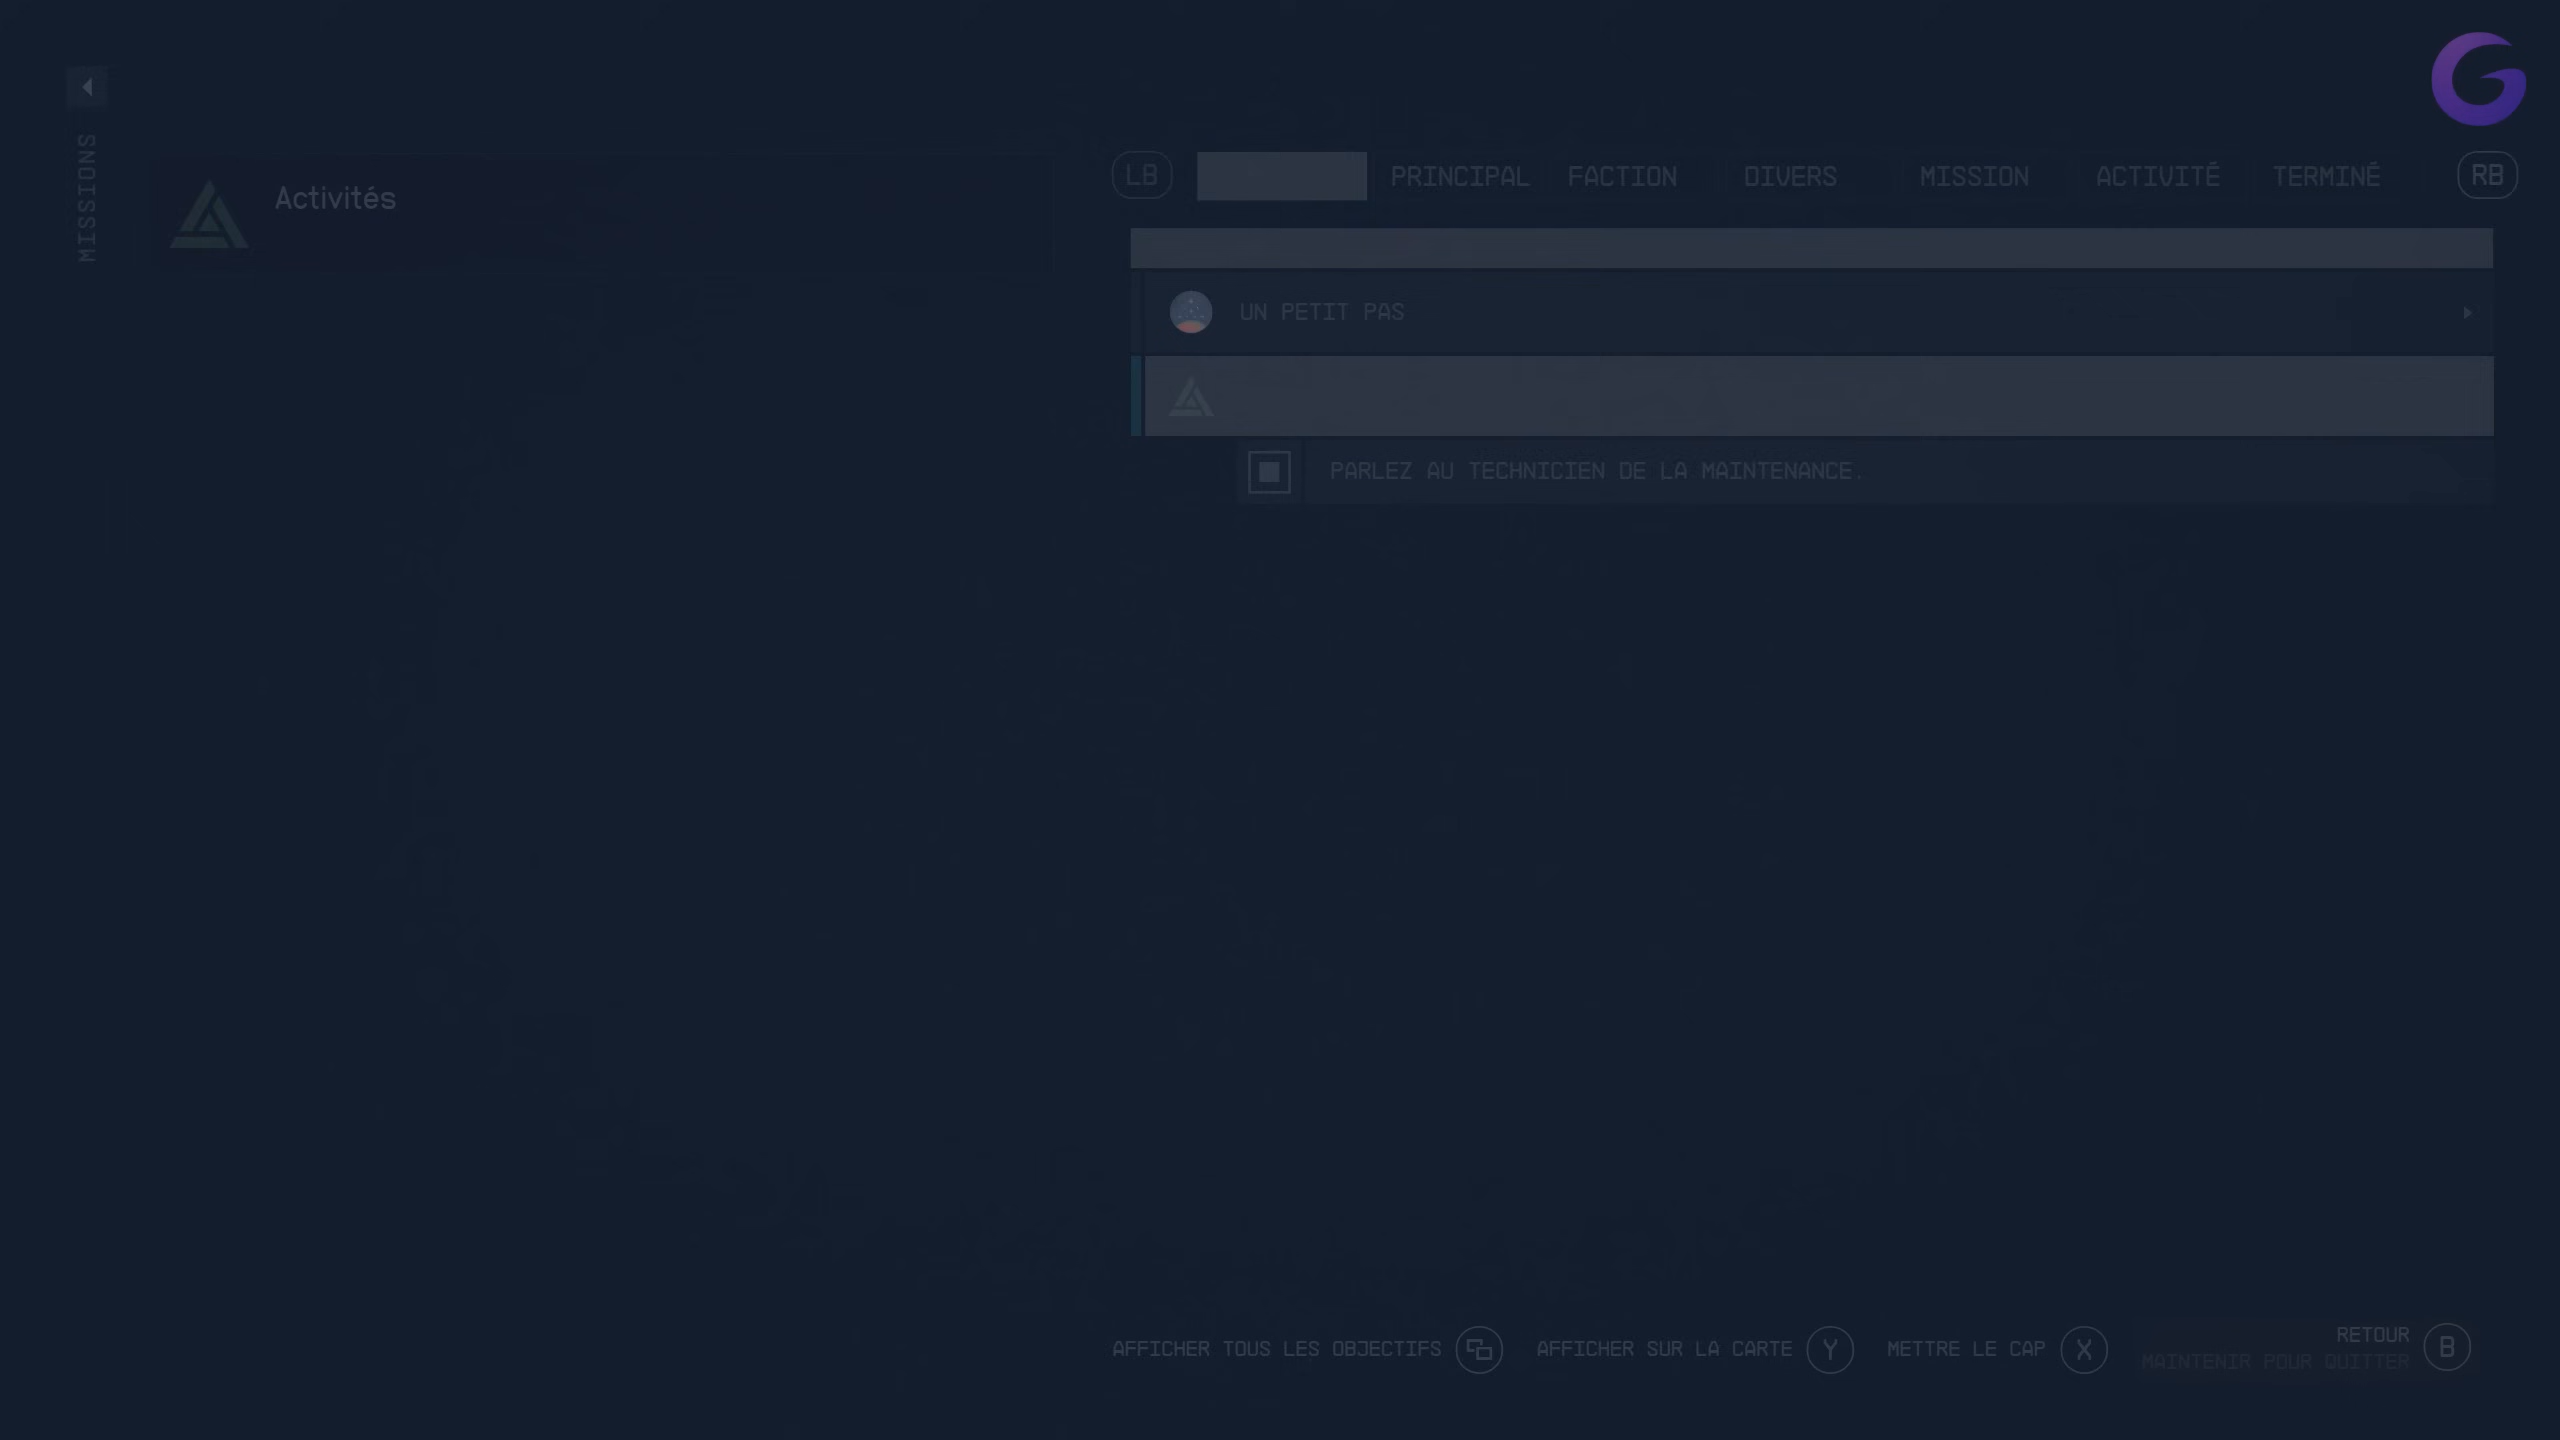 MISSIONS
Activités
LB
PRINCIPAL
FACTION
DIVERS
MISSION
ACTIVITÉ
TERMINÉ
RB
UN PETIT PAS
PARLEZ AU TECHNICIEN DE LA MAINTENANCE.
AFFICHER TOUS LES OBJECTIFS
AFFICHER SUR LA CARTE Y
METTRE LE CAP X
RETOUR B
MAINTENIR POUR QUITTER